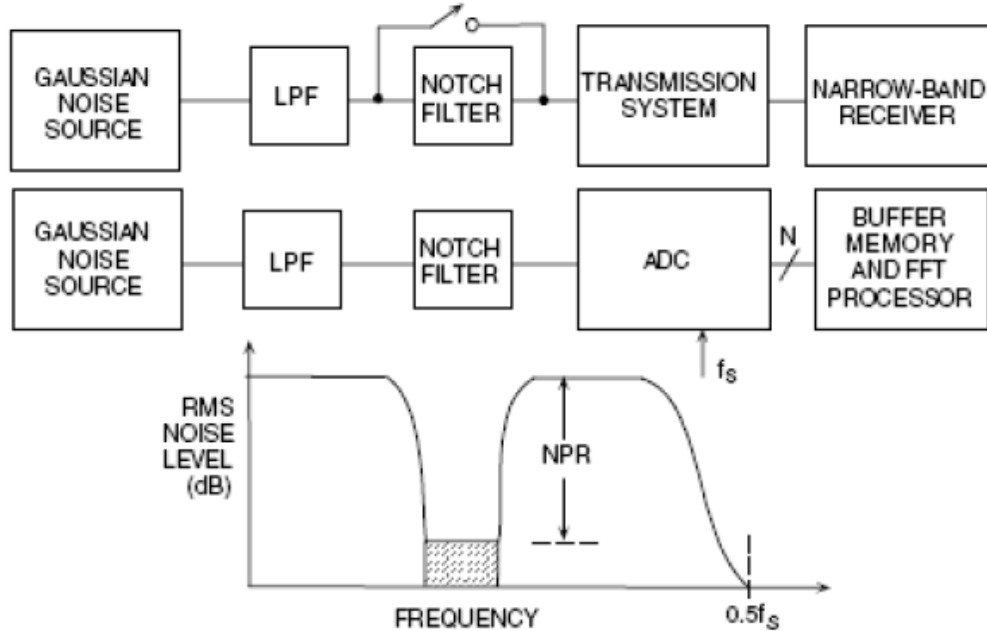 GAUSSIAN
NOISE
SOURCE
LPF
NOTCH
FILTER
TRANSMISSION
SYSTEM
NARROW-BAND
RECEIVER
GAUSSIAN
NOISE
SOURCE
LPF
NOTCH
FILTER
ADC
N
BUFFER
MEMORY
AND FFT
PROCESSOR
fS
RMS
NOISE
LEVEL
(dB)
NPR
FREQUENCY
0.5fS